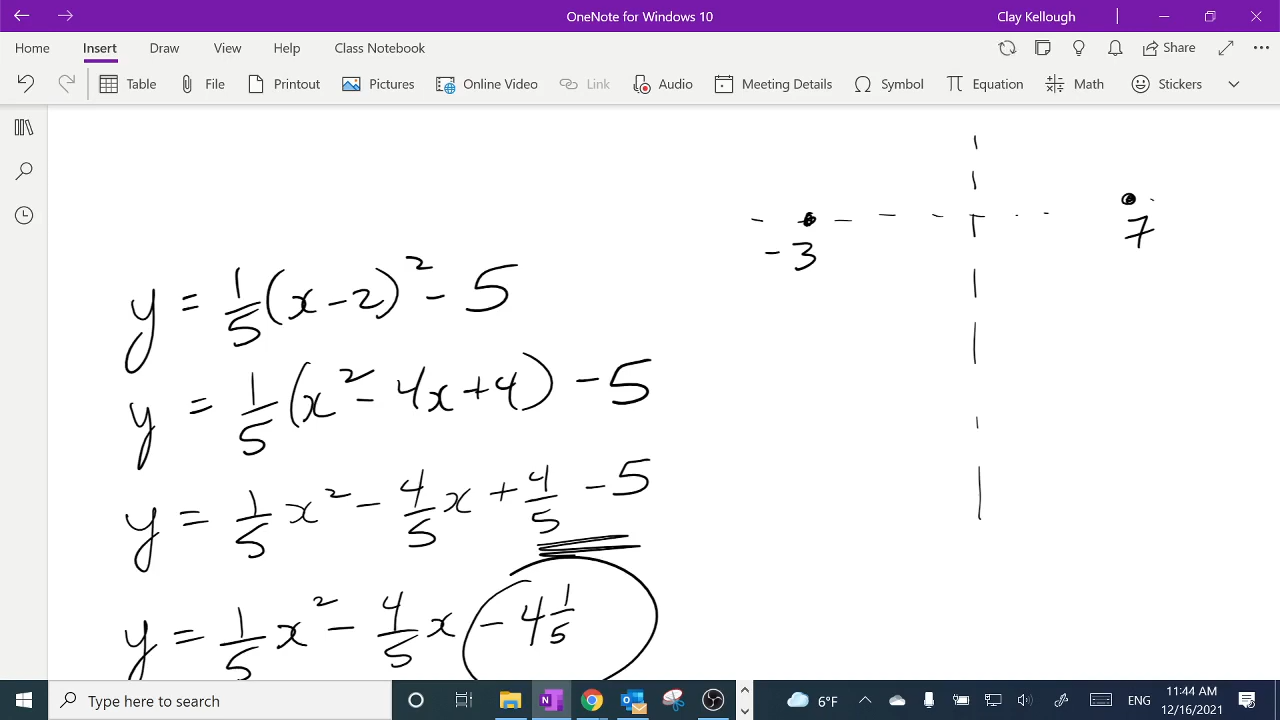 OneNote for Windows 10
Clay Kellough
Home Insert Draw View Help Class Notebook Share
Table File Printout Pictures Online Video Link Audio Meeting Details Symbol Equation Math Stickers
-3
7
y = 1/5(x-2)² - 5
y = 1/5(x² - 4x + 4) - 5
y = 1/5x² - 4/5x + 4/5 - 5
y = 1/5x² - 4/5x - 4 1/5
Type here to search
6°F
ENG
11:44 AM
12/16/2021